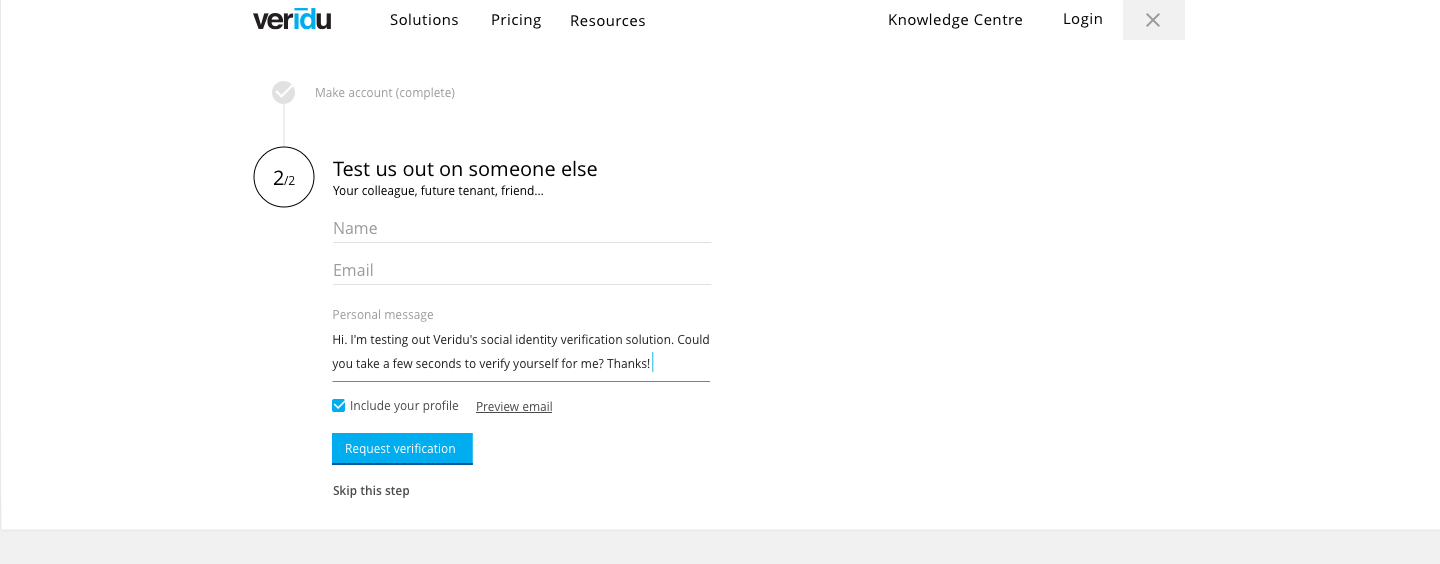 veridu
Solutions
Pricing
Resources
Knowledge Centre
Login
Make account (complete)
2/2
Test us out on someone else
Your colleague, future tenant, friend...
Name
Email
Personal message
Hi. I'm testing out Veridu's social identity verification solution. Could
you take a few seconds to verify yourself for me? Thanks!
Include your profile
Preview email
Request verification
Skip this step